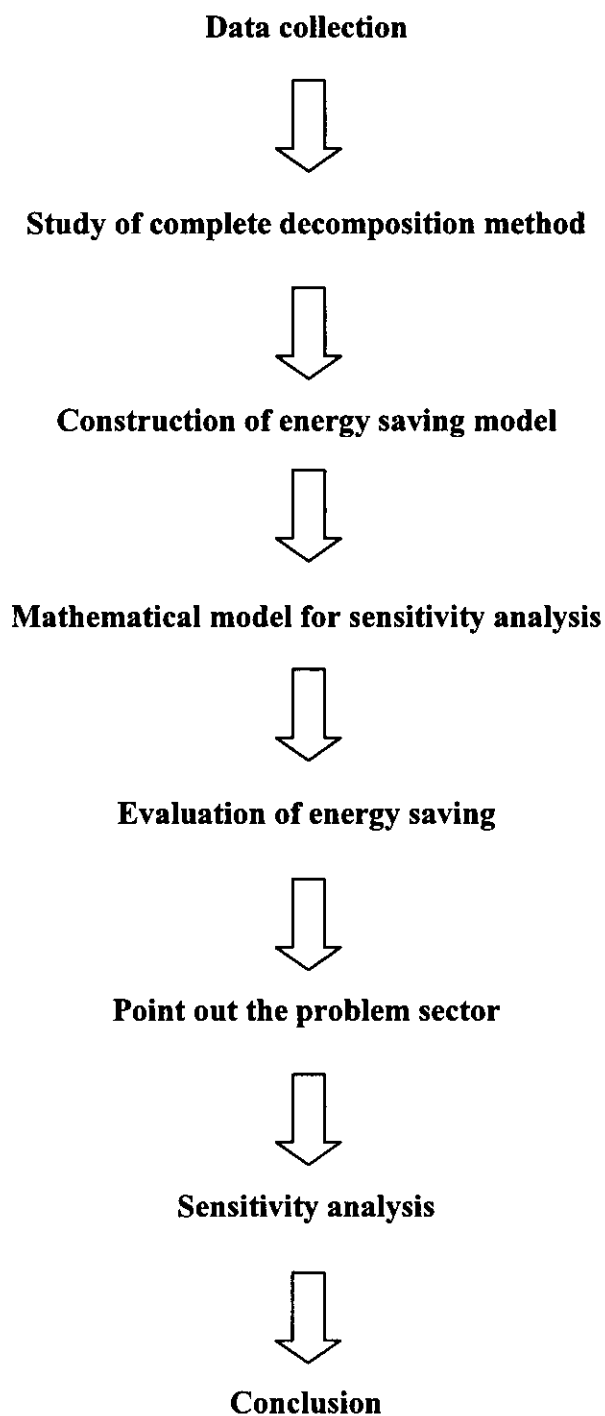 Data collection
Study of complete decomposition method
Construction of energy saving model
Mathematical model for sensitivity analysis
Evaluation of energy saving
Point out the problem sector
Sensitivity analysis
Conclusion